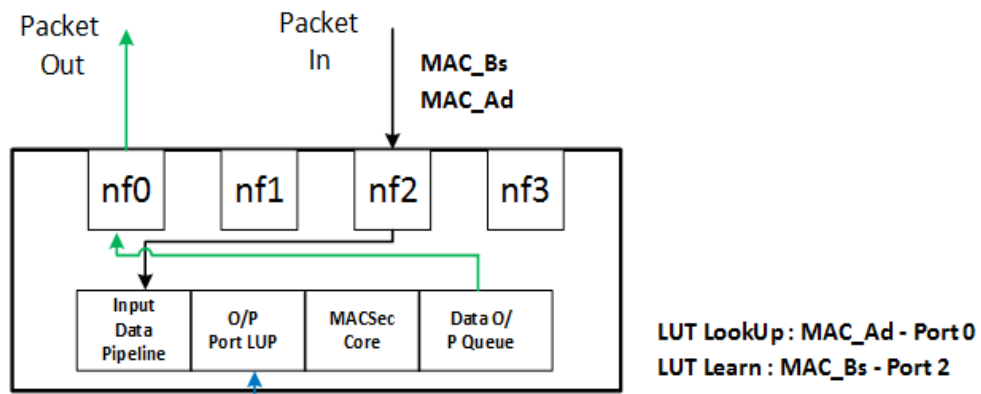 Packet
Out
Packet
In
MAC_Bs
MAC_Ad
nf0
nf1
nf2
nf3
Input
Data
Pipeline
O/P
Port LUP
MACSec
Core
Data O/
P Queue
LUT LookUp : MAC_Ad - Port 0
LUT Learn : MAC_Bs - Port 2